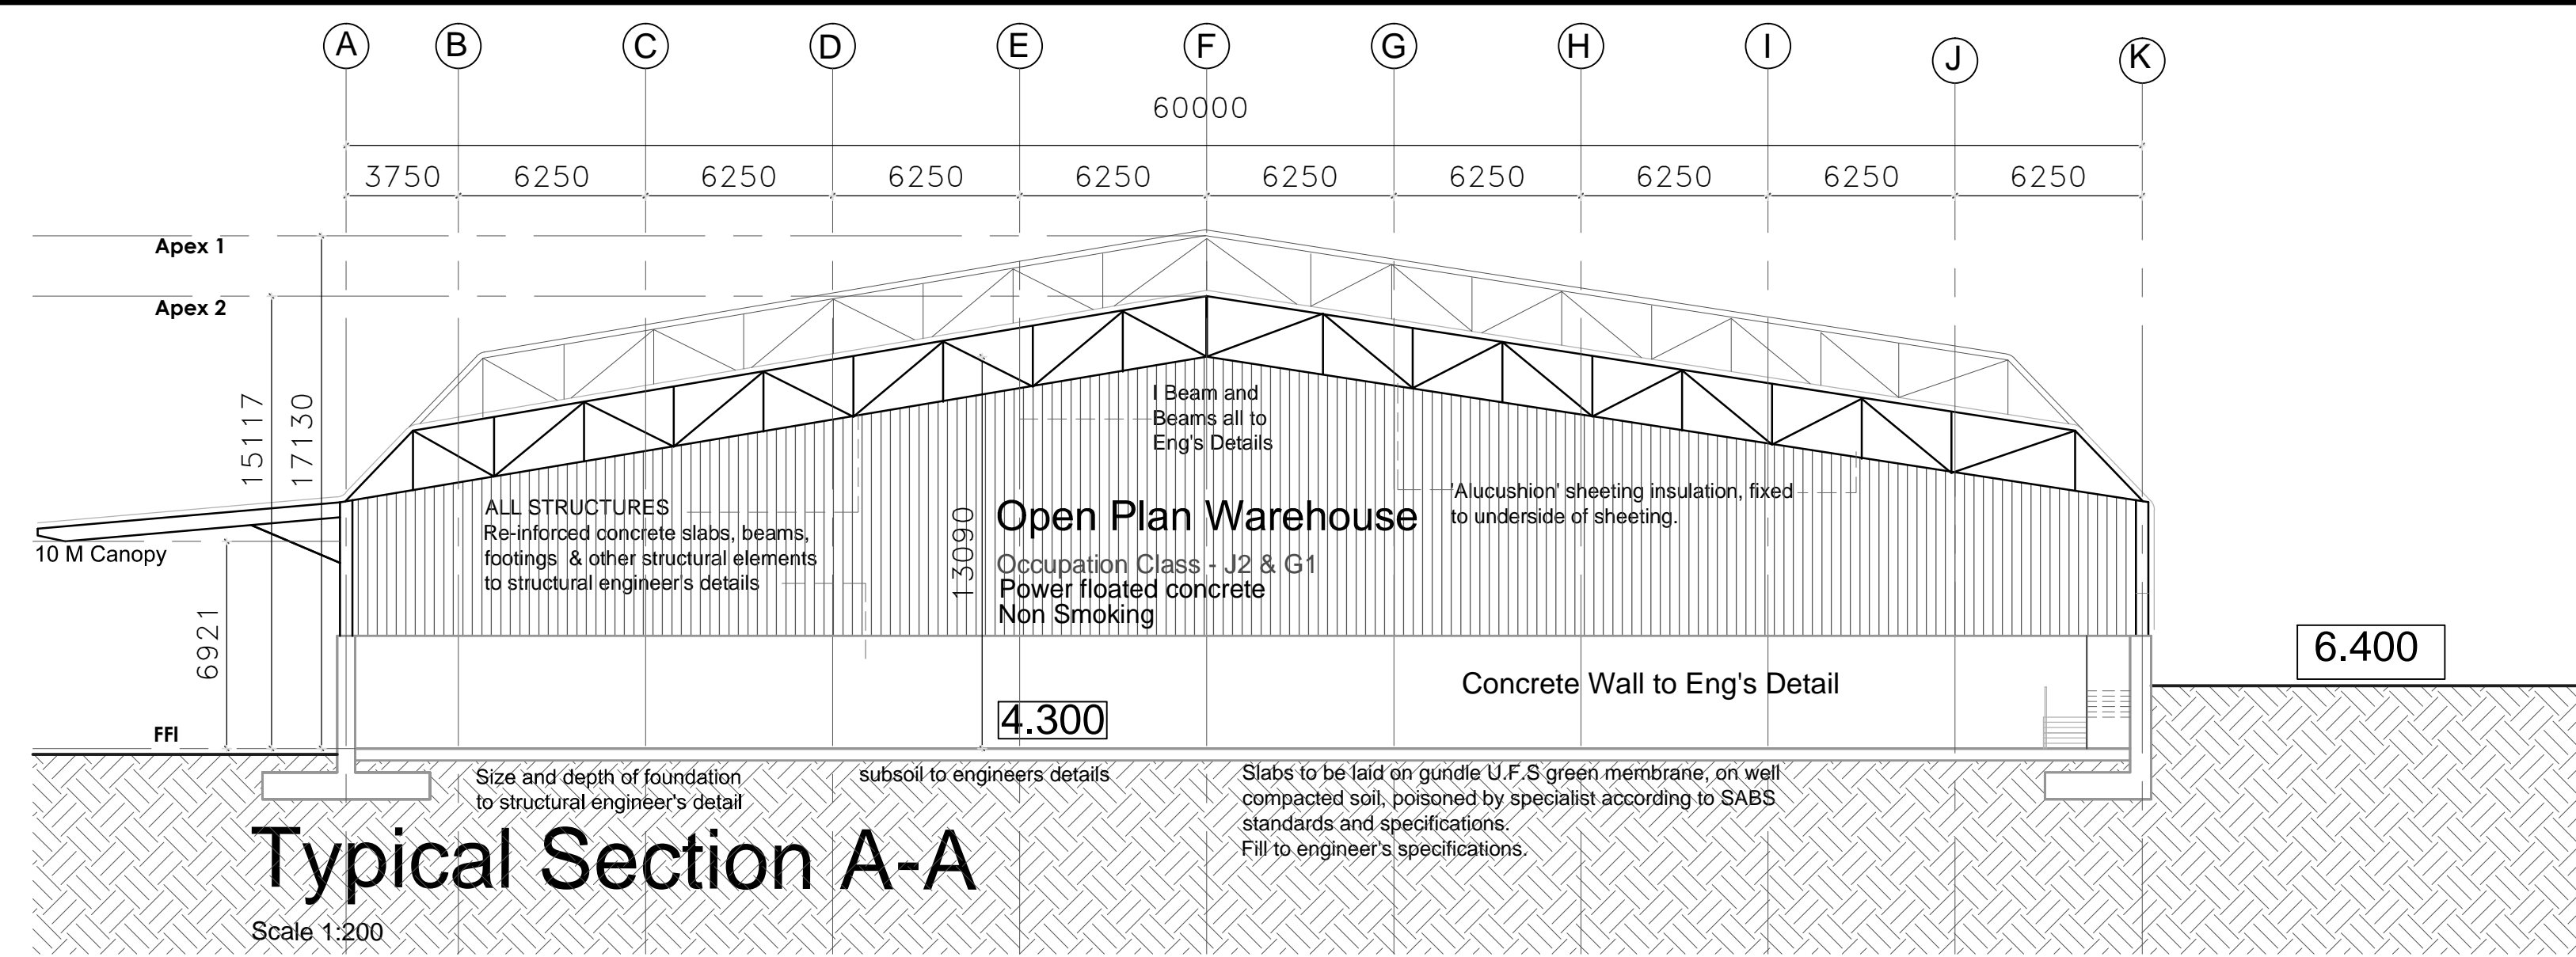 A B C D E F G H I J K
60000
3750 6250 6250 6250 6250 6250 6250 6250 6250 6250
Apex 1
Apex 2
15117
17130
I Beam and
Beams all to
Eng's Details
ALL STRUCTURES
Re-inforced concrete slabs, beams,
footings & other structural elements
to structural engineer's details
13090
Open Plan Warehouse
Occupation Class - J2 & G1
Power floated concrete
Non Smoking
'Alucushion' sheeting insulation, fixed
to underside of sheeting.
10 M Canopy
6921
6.400
Concrete Wall to Eng's Detail
4.300
FFI
Size and depth of foundation
to structural engineer's detail
subsoil to engineers details
Slabs to be laid on gundle U.F.S green membrane, on well
compacted soil, poisoned by specialist according to SABS
standards and specifications.
Fill to engineer's specifications.
Typical Section A-A
Scale 1:200